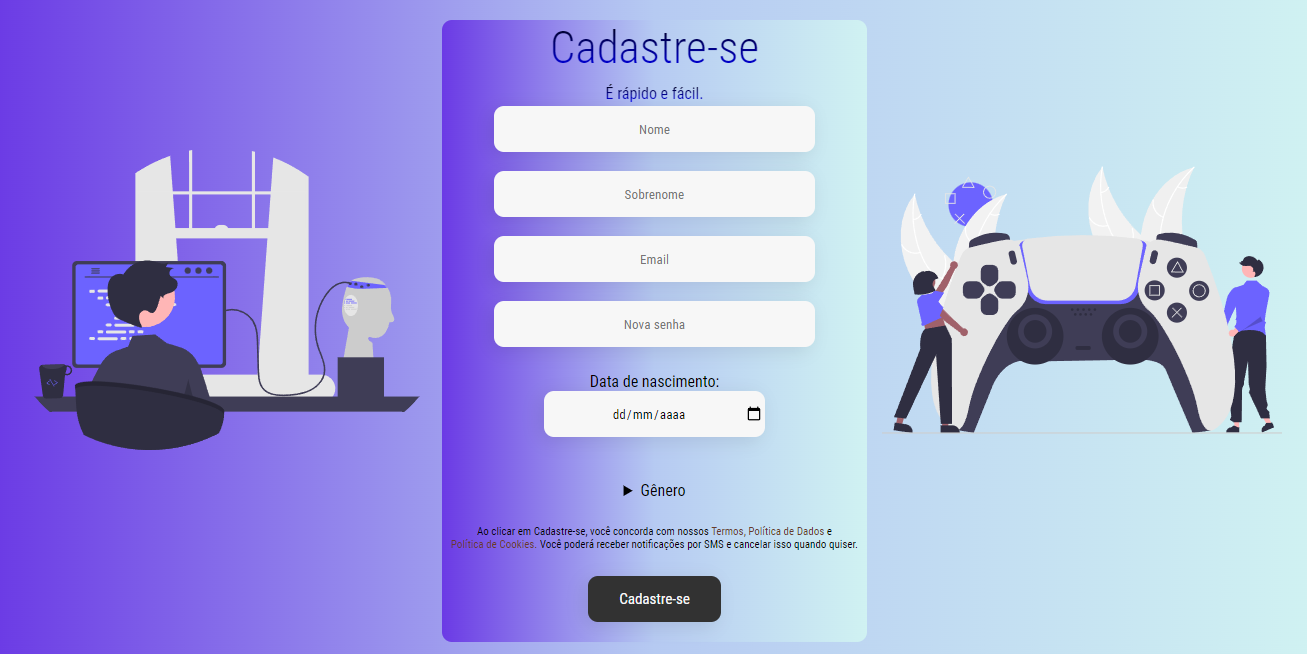 Cadastre-se
É rápido e fácil.
Nome
Sobrenome
Email
Nova senha
Data de nascimento:
dd/mm/aaaa
Gênero
Ao clicar em Cadastre-se, você concorda com nossos Termos, Política de Dados e
Política de Cookies. Você poderá receber notificações por SMS e cancelar isso quando quiser.
Cadastre-se